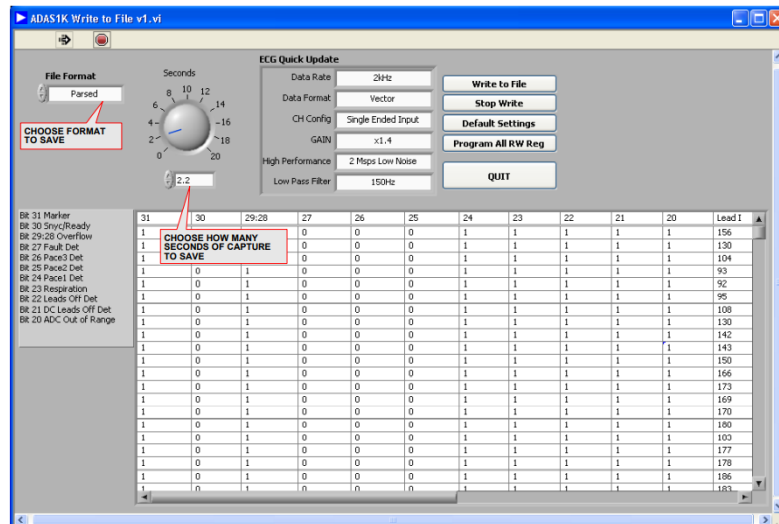 ADAS1K Write to File v1.vi
File Format
Parsed
CHOOSE FORMAT
TO SAVE
Seconds
0 2 4 6 8 10 12 14 16 18 20
2.2
CHOOSE HOW MANY
SECONDS OF CAPTURE
TO SAVE
ECG Quick Update
Data Rate 2kHz
Data Format Vector
CH Config Single Ended Input
GAIN x1.4
High Performance 2 Msps Low Noise
Low Pass Filter 150Hz
Write to File
Stop Write
Default Settings
Program All RW Reg
QUIT
Bit 31 Marker
Bit 30 Snyc/Ready
Bit 29:28 Overflow
Bit 27 Fault Det
Bit 26 Pace3 Det
Bit 25 Pace2 Det
Bit 24 Pace1 Det
Bit 23 Respiration
Bit 22 Leads Off Det
Bit 21 DC Leads Off Det
Bit 20 ADC Out of Range
31 30 29:28 27 26 25 24 23 22 21 20 Lead I
1 0 0 1 1 1 1 1 156
1 0 0 1 1 1 1 1 130
1 0 0 1 1 1 1 1 104
1 0 1 0 0 0 1 1 1 1 1 93
1 0 1 0 0 0 1 1 1 1 1 92
1 0 1 0 0 0 1 1 1 1 1 95
1 0 1 0 0 0 1 1 1 1 1 108
1 0 1 0 0 0 1 1 1 1 1 130
1 0 1 0 0 0 1 1 1 1 1 142
1 0 1 0 0 0 1 1 1 1 1 143
1 0 1 0 0 0 1 1 1 1 1 150
1 0 1 0 0 0 1 1 1 1 1 166
1 0 1 0 0 0 1 1 1 1 1 173
1 0 1 0 0 0 1 1 1 1 1 169
1 0 1 0 0 0 1 1 1 1 1 170
1 0 1 0 0 0 1 1 1 1 1 180
1 0 1 0 0 0 1 1 1 1 1 103
1 0 1 0 0 0 1 1 1 1 1 177
1 0 1 0 0 0 1 1 1 1 1 178
1 0 1 0 0 0 1 1 1 1 1 186
1 0 1 0 0 0 1 1 1 1 1 183